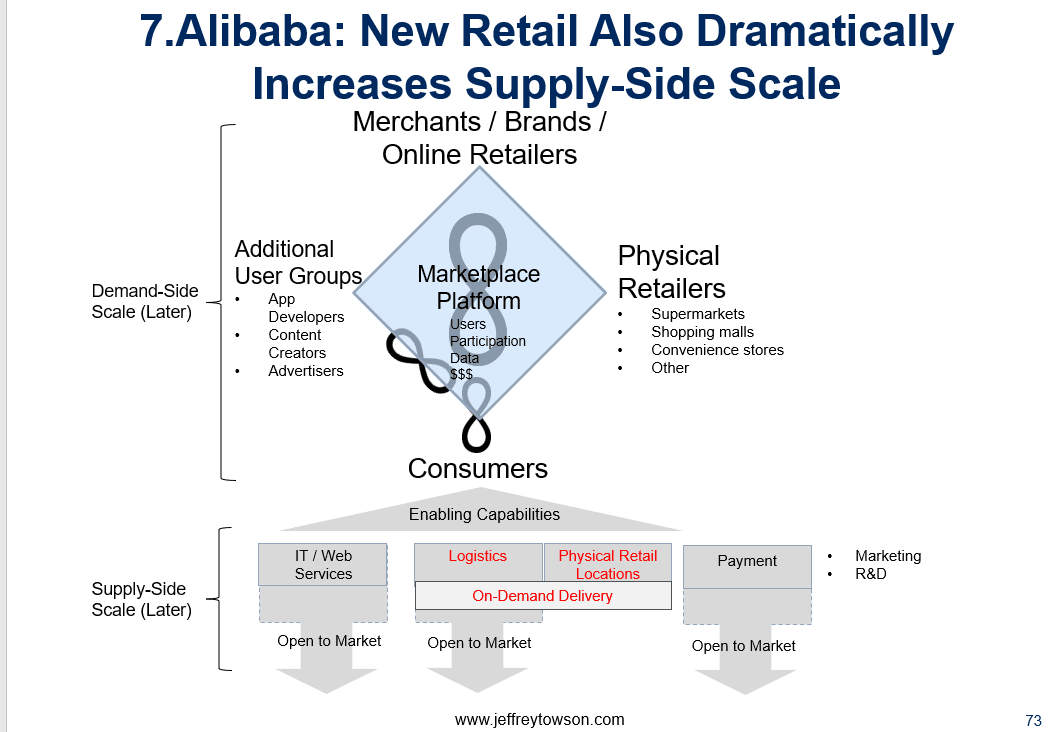 7.Alibaba: New Retail Also Dramatically
Increases Supply-Side Scale
Merchants / Brands /
Online Retailers
Additional
User Groups
• App
Developers
• Content
Creators
• Advertisers
Demand-Side
Scale (Later)
Marketplace
Platform
Users
Participation
Data
$$$
Physical
Retailers
• Supermarkets
• Shopping malls
• Convenience stores
• Other
Consumers
Enabling Capabilities
Supply-Side
Scale (Later)
IT / Web
Services
Logistics
Physical Retail
Locations
On-Demand Delivery
Payment
• Marketing
• R&D
Open to Market
Open to Market
Open to Market
www.jeffreytowson.com
73